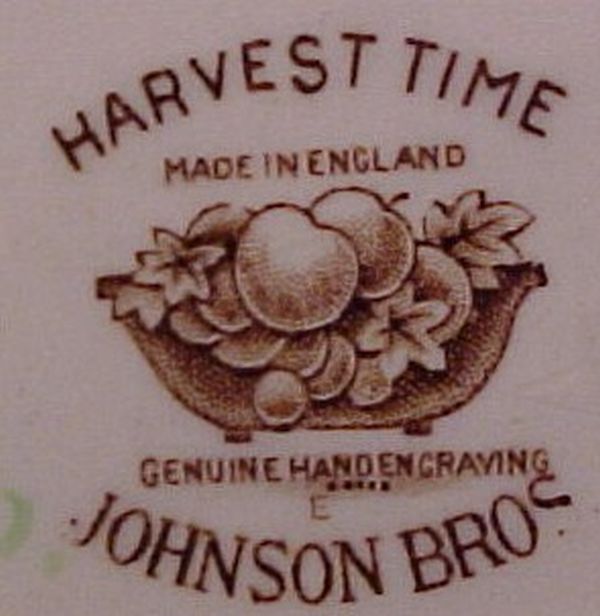 HARVEST TIME
MADE IN ENGLAND
GENUINE HAND ENGRAVING
E
JOHNSON BROS